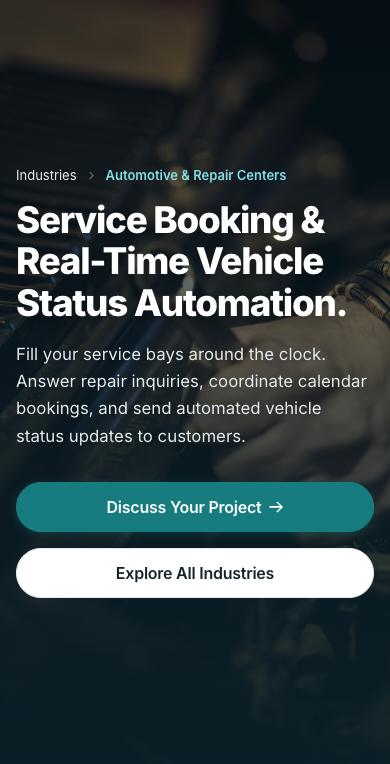 Industries > Automotive & Repair Centers
Service Booking &
Real-Time Vehicle
Status Automation.
Fill your service bays around the clock.
Answer repair inquiries, coordinate calendar
bookings, and send automated vehicle
status updates to customers.
Discuss Your Project →
Explore All Industries